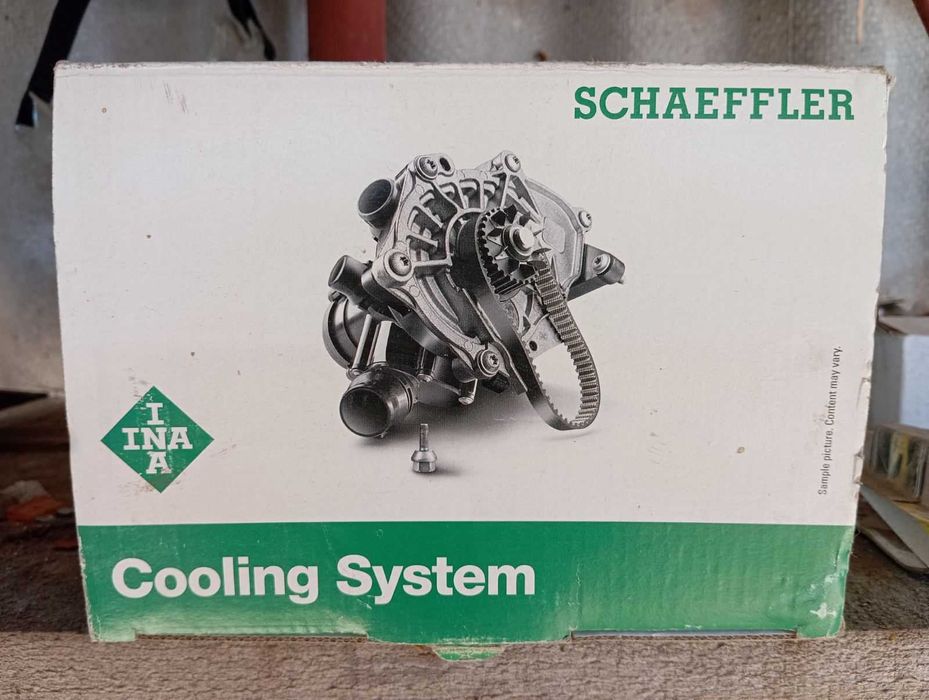 SCHAEFFLER
I
INA
A
Sample picture. Content may vary.
Cooling System